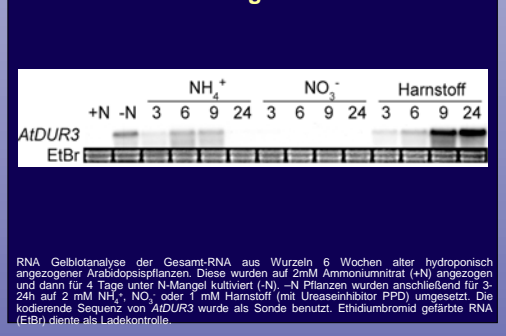 NH₄⁺ NO₃⁻ Harnstoff
+N -N 3 6 9 24 3 6 9 24 3 6 9 24
AtDUR3
EtBr
RNA Gelblotanalyse der Gesamt-RNA aus Wurzeln 6 Wochen alter hydroponisch
angezogener Arabidopsispflanzen. Diese wurden auf 2mM Ammoniumnitrat (+N) angezogen
und dann für 4 Tage unter N-Mangel kultiviert (-N). –N Pflanzen wurden anschließend für 3-
24h auf 2 mM NH₄⁺, NO₃⁻ oder 1 mM Harnstoff (mit Ureaseinhibitor PPD) umgesetzt. Die
kodierende Sequenz von AtDUR3 wurde als Sonde benutzt. Ethidiumbromid gefärbte RNA
(EtBr) diente als Ladekontrolle.